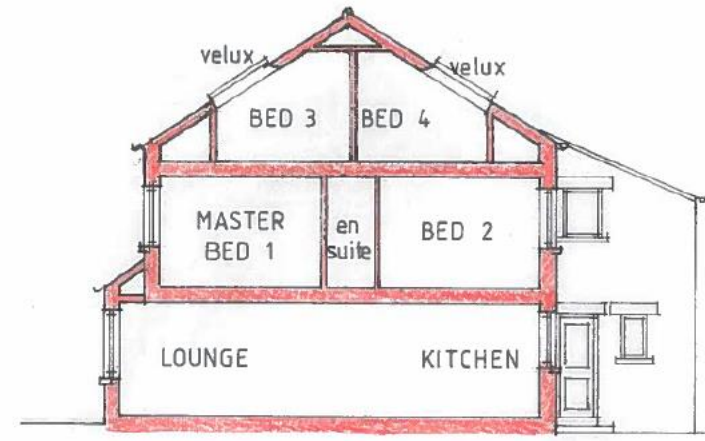 velux
velux
BED 3
BED 4
MASTER
BED 1
en
suite
BED 2
LOUNGE
KITCHEN